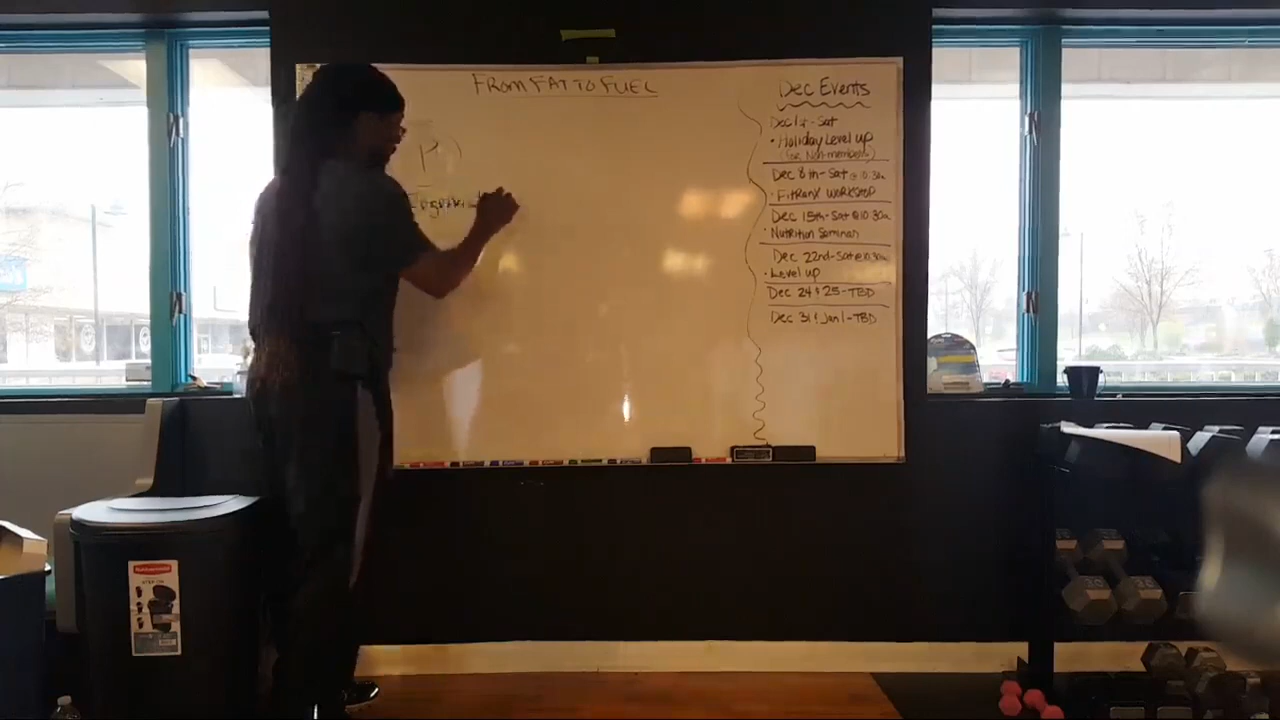 FROM FAT TO FUEL
Dec Events
Dec 1st - Sat
• Holiday Level up
(for Non-members)
Dec 8th - Sat @ 10:30a
• FITRANX WORKSHOP
Dec 15th - Sat @ 10:30a
• Nutrition Seminar
Dec 22nd - Sat @ 10:30a
• Level up
Dec 24 & 25 - TBD
Dec 31 & Jan 1 - TBD
Rubbermaid